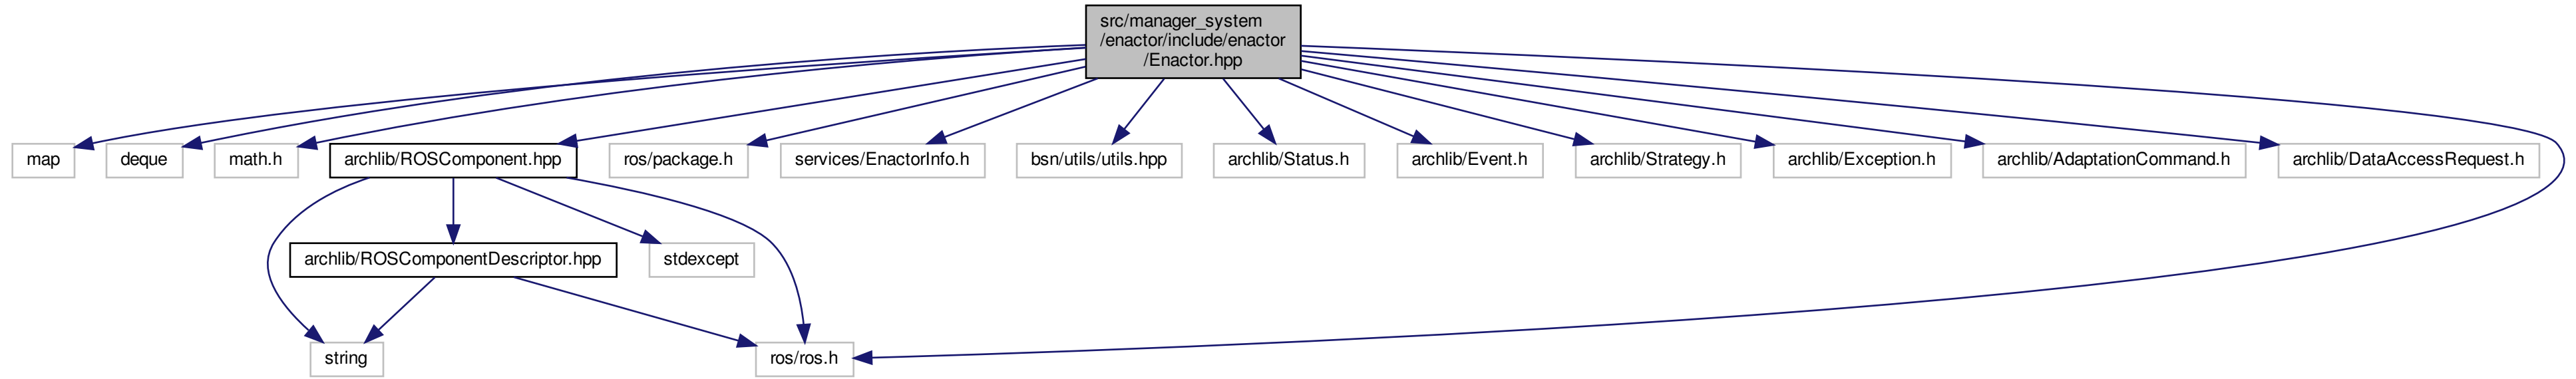 src/manager_system
/enactor/include/enactor
/Enactor.hpp
map
deque
math.h
archlib/ROSComponent.hpp
ros/package.h
services/EnactorInfo.h
bsn/utils/utils.hpp
archlib/Status.h
archlib/Event.h
archlib/Strategy.h
archlib/Exception.h
archlib/AdaptationCommand.h
archlib/DataAccessRequest.h
archlib/ROSComponentDescriptor.hpp
stdexcept
string
ros/ros.h